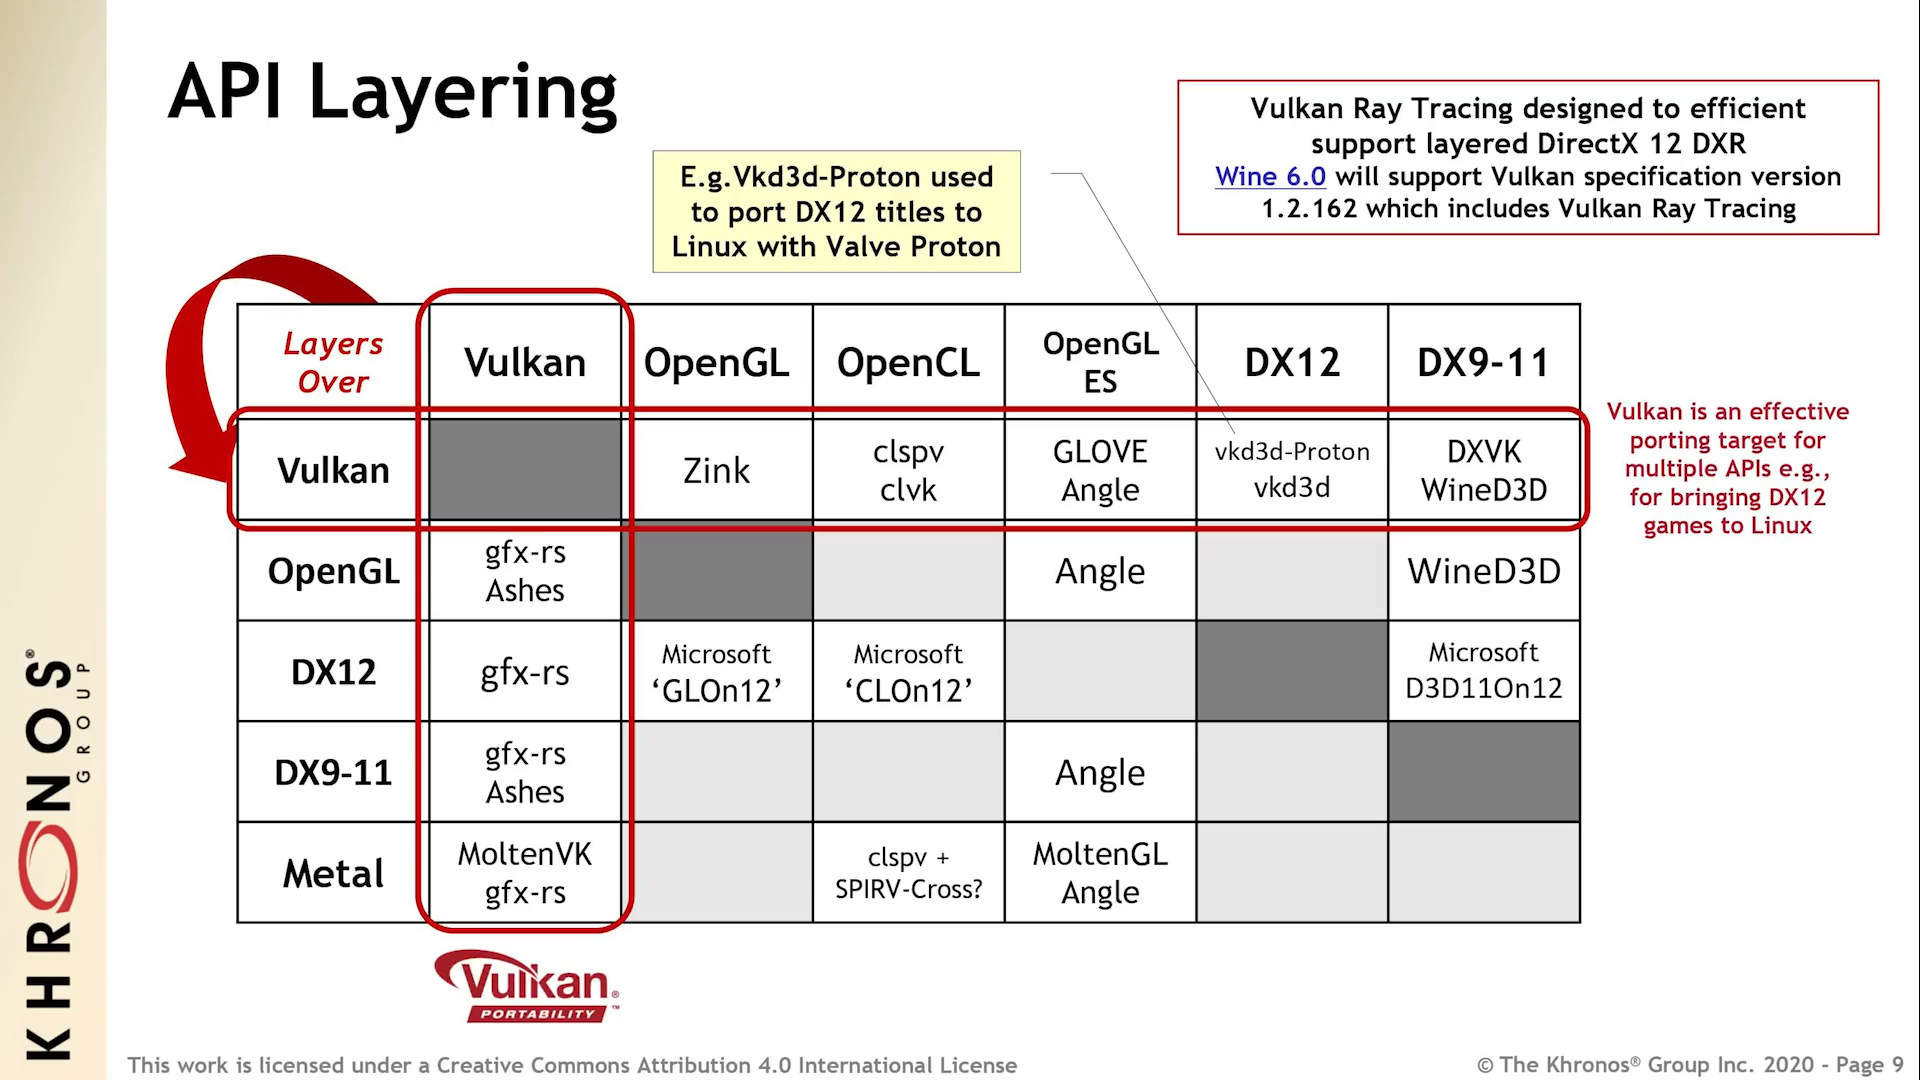 API Layering
Vulkan Ray Tracing designed to efficient
support layered DirectX 12 DXR
Wine 6.0 will support Vulkan specification version
1.2.162 which includes Vulkan Ray Tracing
E.g.Vkd3d-Proton used
to port DX12 titles to
Linux with Valve Proton
Layers
Over
Vulkan
OpenGL
OpenCL
OpenGL
ES
DX12
DX9-11
Vulkan
Zink
clspv
clvk
GLOVE
Angle
vkd3d-Proton
vkd3d
DXVK
WineD3D
Vulkan is an effective
porting target for
multiple APIs e.g.,
for bringing DX12
games to Linux
OpenGL
gfx-rs
Ashes
Angle
WineD3D
DX12
gfx-rs
Microsoft
‘GLOn12’
Microsoft
‘CLOn12’
Microsoft
D3D11On12
DX9-11
gfx-rs
Ashes
Angle
Metal
MoltenVK
gfx-rs
clspv +
SPIRV-Cross?
MoltenGL
Angle
Vulkan®
PORTABILITY™
KHRONOS®
GROUP
This work is licensed under a Creative Commons Attribution 4.0 International License
© The Khronos® Group Inc. 2020 - Page 9